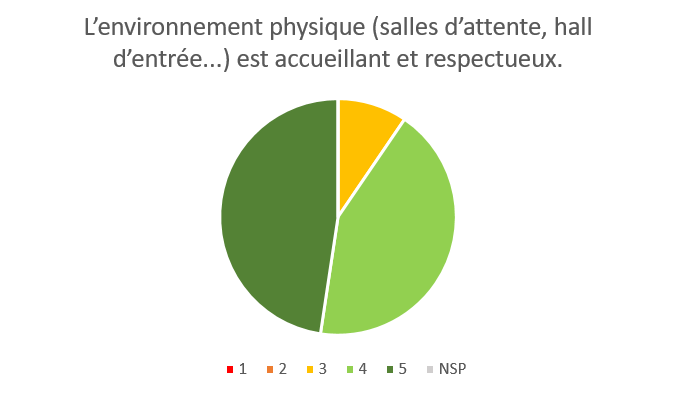 L’environnement physique (salles d’attente, hall
d’entrée...) est accueillant et respectueux.
1 2 3 4 5 NSP